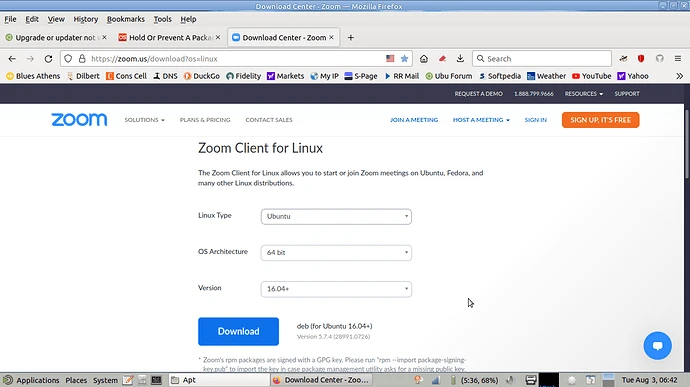 Download Center - Zoom — Mozilla Firefox
File Edit View History Bookmarks Tools Help
Upgrade or updater not w
Hold Or Prevent A Packa
Download Center - Zoom
https://zoom.us/download?os=linux
Search
Blues Athens Dilbert Cons Cell DNS DuckGo Fidelity Markets My IP S-Page RR Mail Ubu Forum Softpedia Weather YouTube Yahoo
REQUEST A DEMO 1.888.799.9666 RESOURCES SUPPORT
zoom SOLUTIONS PLANS & PRICING CONTACT SALES JOIN A MEETING HOST A MEETING SIGN IN SIGN UP, IT'S FREE
Zoom Client for Linux
The Zoom Client for Linux allows you to start or join Zoom meetings on Ubuntu, Fedora, and
many other Linux distributions.
Linux Type Ubuntu
OS Architecture 64 bit
Version 16.04+
Download deb (for Ubuntu 16.04+)
Version 5.7.4 (28991.0726)
* Zoom's rpm packages are signed with a GPG key. Please run "rpm --import package-signing-
key.pub" to import the key in case package management utility asks for a missing public key.
Applications Places System Apt Download Center - Zoo... (5:36, 68%) Tue Aug 3, 06:42